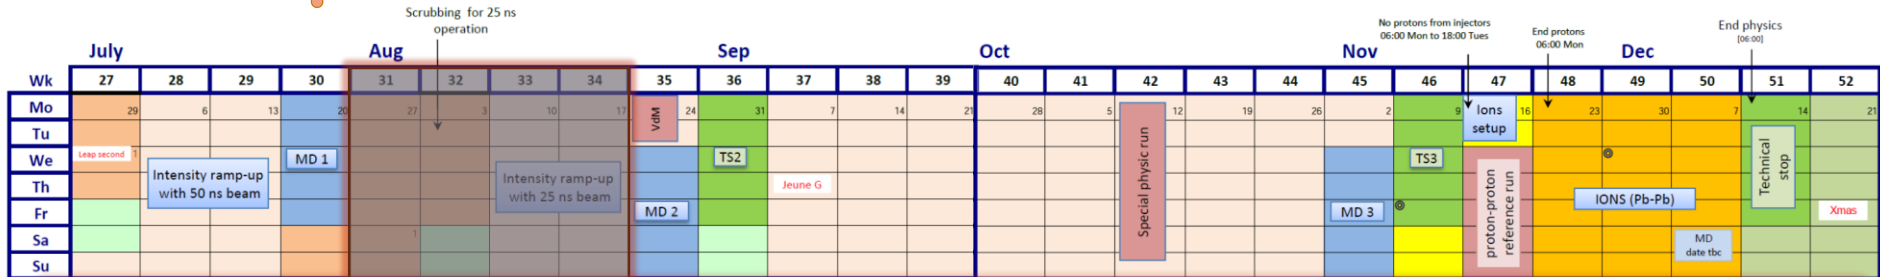 Scrubbing for 25 ns
operation
No protons from injectors
06:00 Mon to 18:00 Tues
End protons
06:00 Mon
End physics
[06:00]
July Aug Sep Oct Nov Dec
Wk 27 28 29 30 31 32 33 34 35 36 37 38 39 40 41 42 43 44 45 46 47 48 49 50 51 52
Mo 29 6 13 20 27 3 10 17 24 31 7 14 21 28 5 12 19 26 2 9 16 23 30 7 14 21
Tu
We
Th
Fr
Sa
Su
Leap second 1
Intensity ramp-up
with 50 ns beam
MD 1
1
Intensity ramp-up
with 25 ns beam
VdM
MD 2
TS2
Jeune G
Special physic run
MD 3
TS3
Ions
setup
proton-proton
reference run
IONS (Pb-Pb)
MD
date tbc
Technical
stop
Xmas